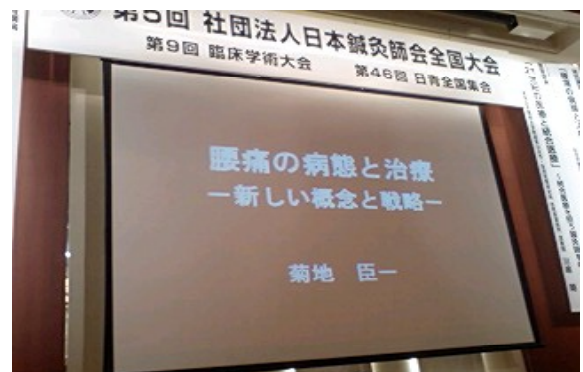 第5回 社団法人日本鍼灸師会全国大会
第9回 臨床学術大会 第46回 日青全国集会
腰痛の病態と治療
ー新しい概念と戦略ー
菊地 臣一